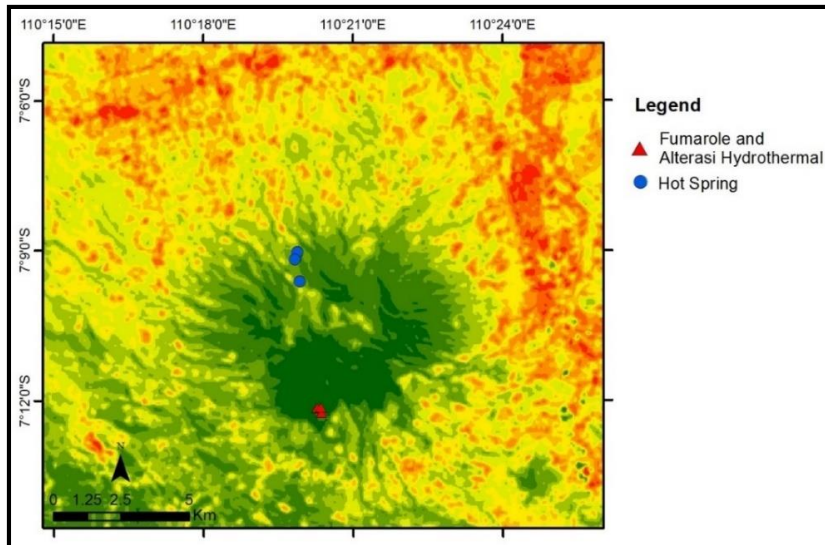 110°15'0"E 110°18'0"E 110°21'0"E 110°24'0"E
7°6'0"S
7°9'0"S
7°12'0"S
Legend
Fumarole and
Alterasi Hydrothermal
Hot Spring
N
0 1.25 2.5 5
Km